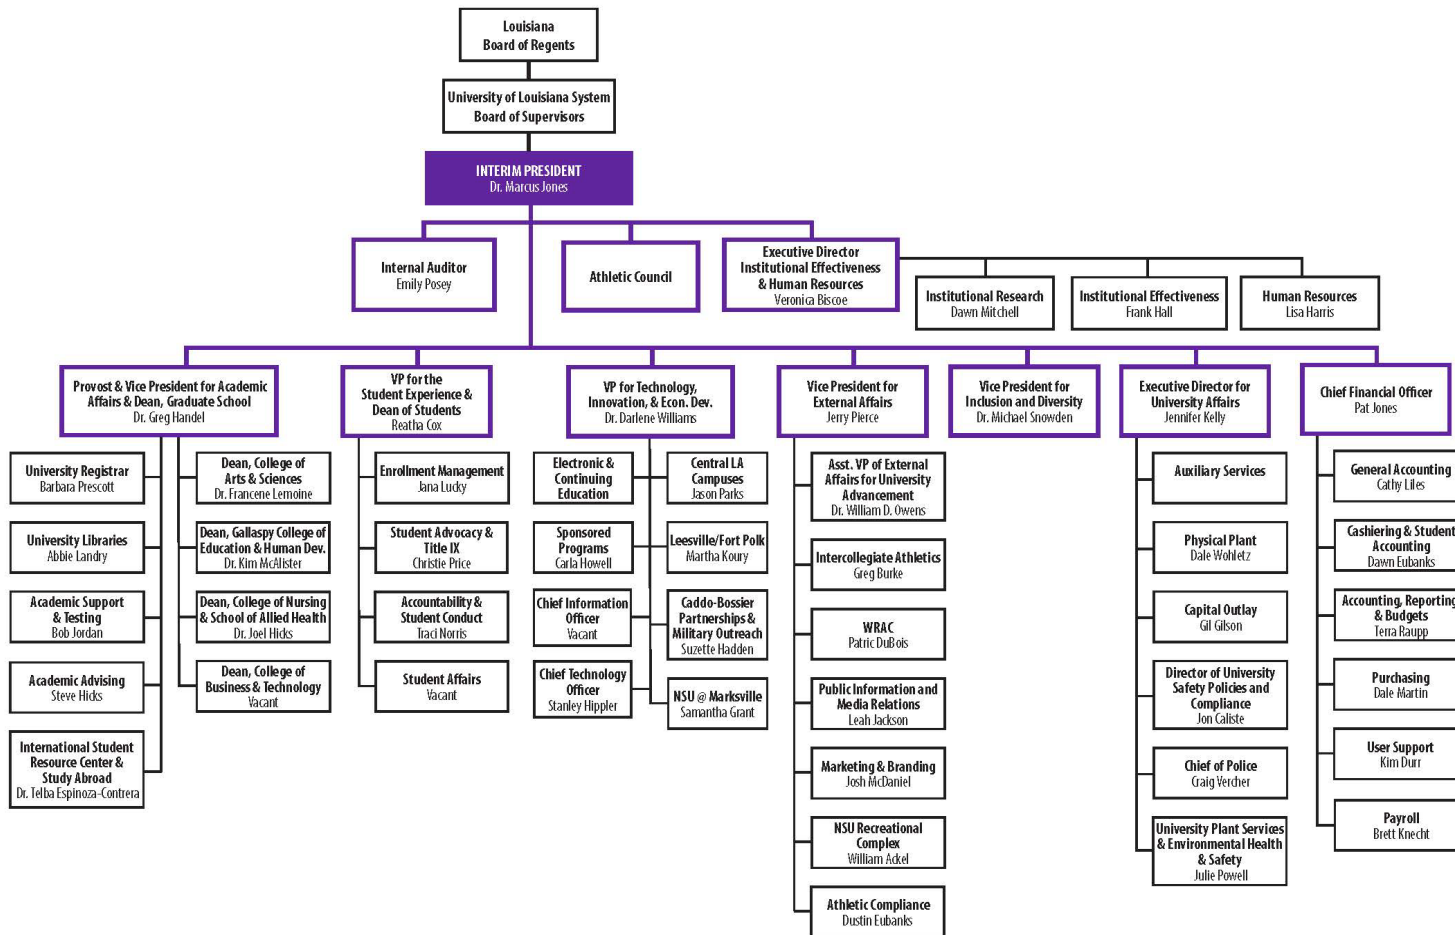 Louisiana
Board of Regents
University of Louisiana System
Board of Supervisors
INTERIM PRESIDENT
Dr. Marcus Jones
Internal Auditor
Emily Posey
Athletic Council
Executive Director
Institutional Effectiveness
& Human Resources
Veronica Biscoe
Institutional Research
Dawn Mitchell
Institutional Effectiveness
Frank Hall
Human Resources
Lisa Harris
Provost & Vice President for Academic
Affairs & Dean, Graduate School
Dr. Greg Handel
VP for the
Student Experience &
Dean of Students
Reatha Cox
VP for Technology,
Innovation, & Econ. Dev.
Dr. Darlene Williams
Vice President for
External Affairs
Jerry Pierce
Vice President for
Inclusion and Diversity
Dr. Michael Snowden
Executive Director for
University Affairs
Jennifer Kelly
Chief Financial Officer
Pat Jones
University Registrar
Barbara Prescott
University Libraries
Abbie Landry
Academic Support
& Testing
Bob Jordan
Academic Advising
Steve Hicks
International Student
Resource Center &
Study Abroad
Dr. Telba Espinoza-Contrera
Dean, College of
Arts & Sciences
Dr. Francene Lemoine
Dean, Gallaspy College of
Education & Human Dev.
Dr. Kim McAlister
Dean, College of Nursing
& School of Allied Health
Dr. Joel Hicks
Dean, College of
Business & Technology
Vacant
Enrollment Management
Jana Lucky
Student Advocacy &
Title IX
Christie Price
Accountability &
Student Conduct
Traci Norris
Student Affairs
Vacant
Electronic &
Continuing
Education
Sponsored
Programs
Carla Howell
Chief Information
Officer
Vacant
Chief Technology
Officer
Stanley Hippler
Central LA
Campuses
Jason Parks
Leesville/Fort Polk
Martha Koury
Caddo-Bossier
Partnerships &
Military Outreach
Suzette Hadden
NSU @ Marksville
Samantha Grant
Asst. VP of External
Affairs for University
Advancement
Dr. William D. Owens
Intercollegiate Athletics
Greg Burke
WRAC
Patric DuBois
Public Information and
Media Relations
Leah Jackson
Marketing & Branding
Josh McDaniel
NSU Recreational
Complex
William Ackel
Athletic Compliance
Dustin Eubanks
Auxiliary Services
Physical Plant
Dale Wohletz
Capital Outlay
Gil Gilson
Director of University
Safety Policies and
Compliance
Jon Caliste
Chief of Police
Craig Vercher
University Plant Services
& Environmental Health
& Safety
Julie Powell
General Accounting
Cathy Liles
Cashiering & Student
Accounting
Dawn Eubanks
Accounting, Reporting
& Budgets
Terra Raupp
Purchasing
Dale Martin
User Support
Kim Durr
Payroll
Brett Knecht